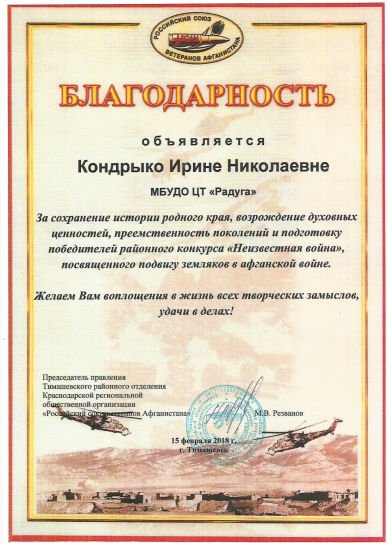 РОССИЙСКИЙ СОЮЗ
ВЕТЕРАНОВ АФГАНИСТАНА
БЛАГОДАРНОСТЬ
объявляется
Кондрыко Ирине Николаевне
МБУДО ЦТ «Радуга»
За сохранение истории родного края, возрождение духовных
ценностей, преемственность поколений и подготовку
победителей районного конкурса «Неизвестная война»,
посвященного подвигу земляков в афганской войне.
Желаем Вам воплощения в жизнь всех творческих замыслов,
удачи в делах!
Председатель правления
Тимашевского районного отделения
Краснодарской региональной
общественной организации
«Российский союз ветеранов Афганистана»
М.В. Резванов
15 февраля 2018 г.
г. Тимашевск